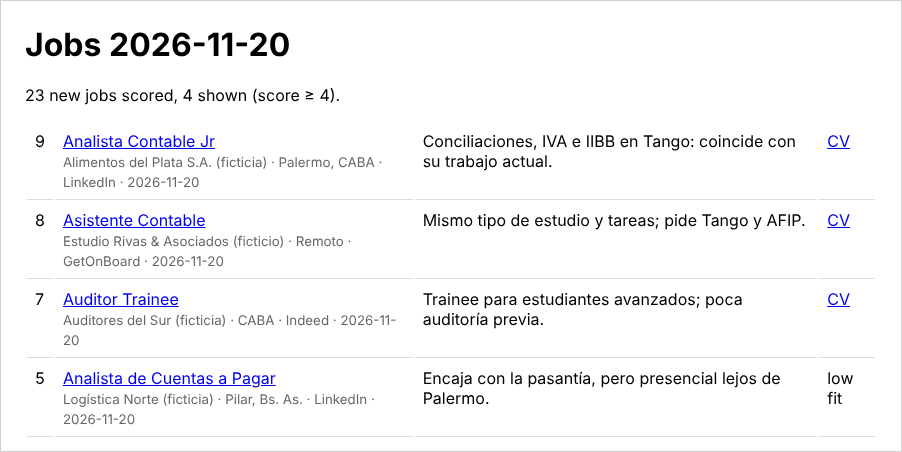 Jobs 2026-11-20
23 new jobs scored, 4 shown (score ≥ 4).
9 Analista Contable Jr Conciliaciones, IVA e IIBB en Tango: coincide con CV
Alimentos del Plata S.A. (ficticia) · Palermo, CABA · su trabajo actual.
LinkedIn · 2026-11-20
8 Asistente Contable Mismo tipo de estudio y tareas; pide Tango y AFIP. CV
Estudio Rivas & Asociados (ficticio) · Remoto ·
GetOnBoard · 2026-11-20
7 Auditor Trainee Trainee para estudiantes avanzados; poca CV
Auditores del Sur (ficticia) · CABA · Indeed · 2026-11- auditoría previa.
20
5 Analista de Cuentas a Pagar Encaja con la pasantía, pero presencial lejos de low
Logística Norte (ficticia) · Pilar, Bs. As. · LinkedIn · Palermo. fit
2026-11-20